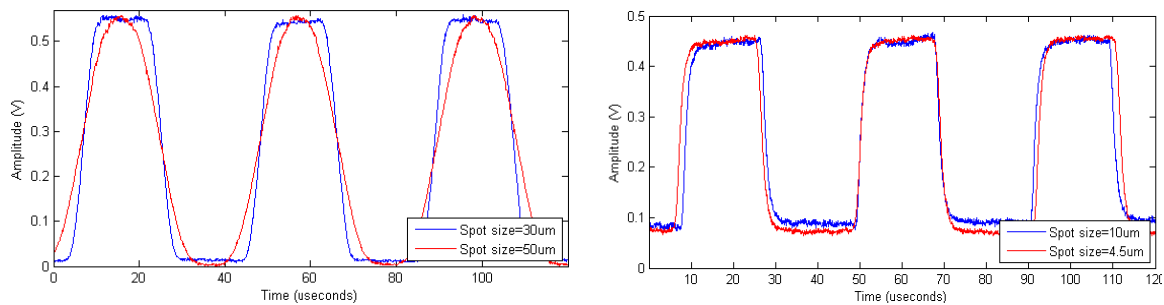 0.5
0.4
0.3
0.2
0.1
0
Amplitude (V)
Spot size=30um
Spot size=50um
0 20 40 60 80 100
Time (useconds)
0.5
0.4
0.3
0.2
0.1
0
Amplitude (V)
Spot size=10um
Spot size=4.5um
10 20 30 40 50 60 70 80 90 100 110 120
Time (useconds)